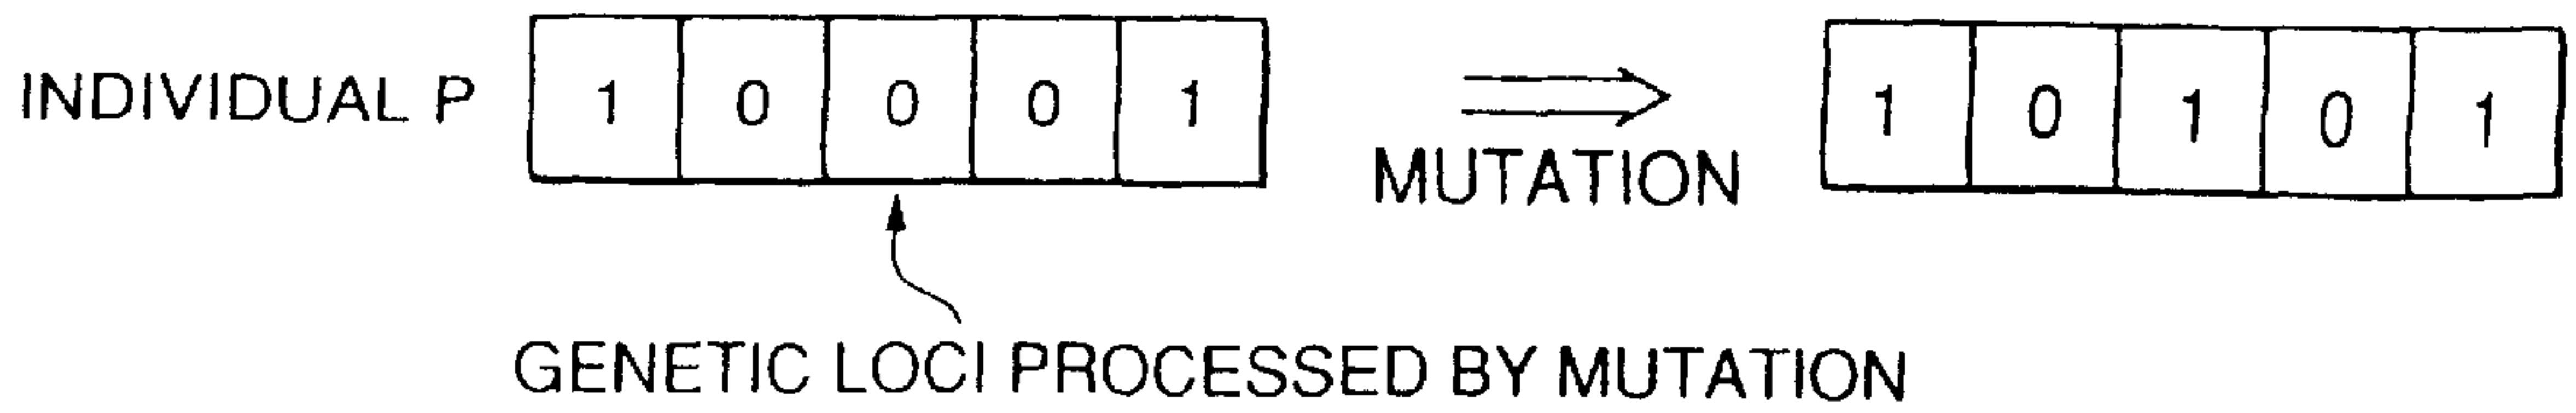 INDIVIDUAL P 1 0 0 0 1 MUTATION 1 0 1 0 1
GENETIC LOCI PROCESSED BY MUTATION